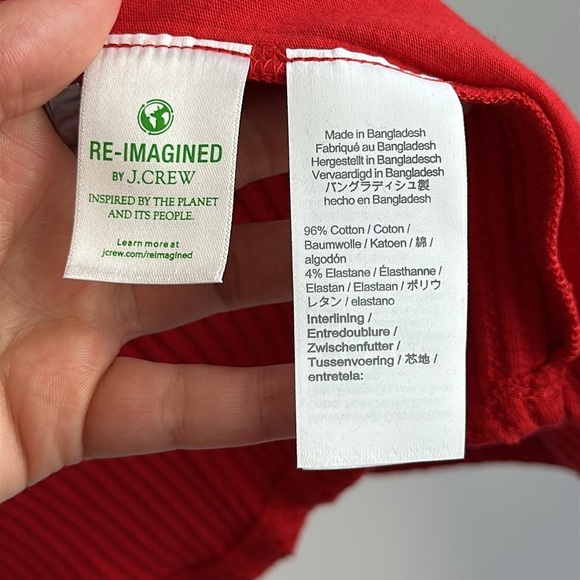 RE-IMAGINED
BY J.CREW
INSPIRED BY THE PLANET
AND ITS PEOPLE.
Learn more at
jcrew.com/reimagined
Made in Bangladesh
Fabriqué au Bangladesh
Hergestellt in Bangladesch
Vervaardigd in Bangladesh
バングラディシュ製
hecho en Bangladesh
96% Cotton / Coton /
Baumwolle / Katoen / 綿 /
algodón
4% Elastane / Élasthanne /
Elastan / Elastaan / ポリウ
レタン / elastano
Interlining /
Entredoublure /
Zwischenfutter /
Tussenvoering / 芯地 /
entretela: